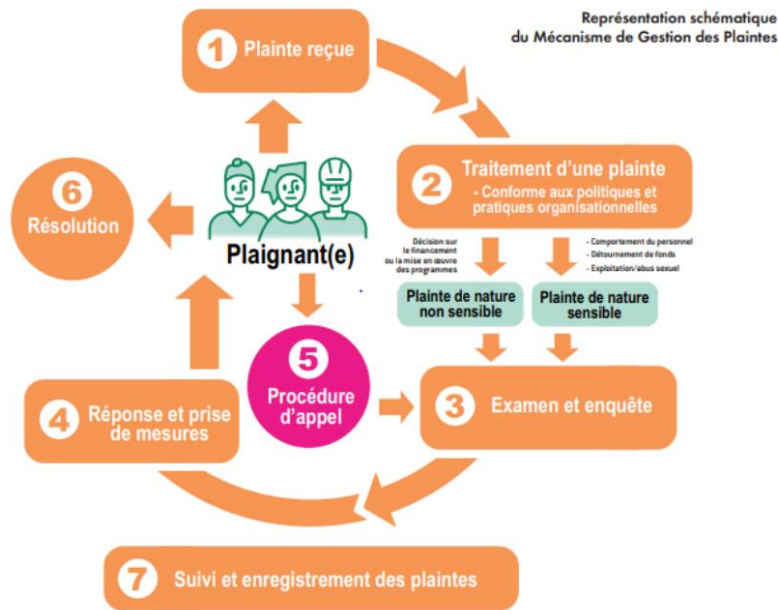 Représentation schématique
du Mécanisme de Gestion des Plaintes
1 Plainte reçue
2 Traitement d'une plainte
- Conforme aux politiques et
pratiques organisationnelles
Décision sur
le financement
ou la mise en œuvre
des programmes
- Comportement du personnel
- Détournement de fonds
- Exploitation/abus sexuel
Plainte de nature
non sensible
Plainte de nature
sensible
6
Résolution
Plaignant(e)
5
Procédure
d'appel
3 Examen et enquête
4 Réponse et prise
de mesures
7 Suivi et enregistrement des plaintes